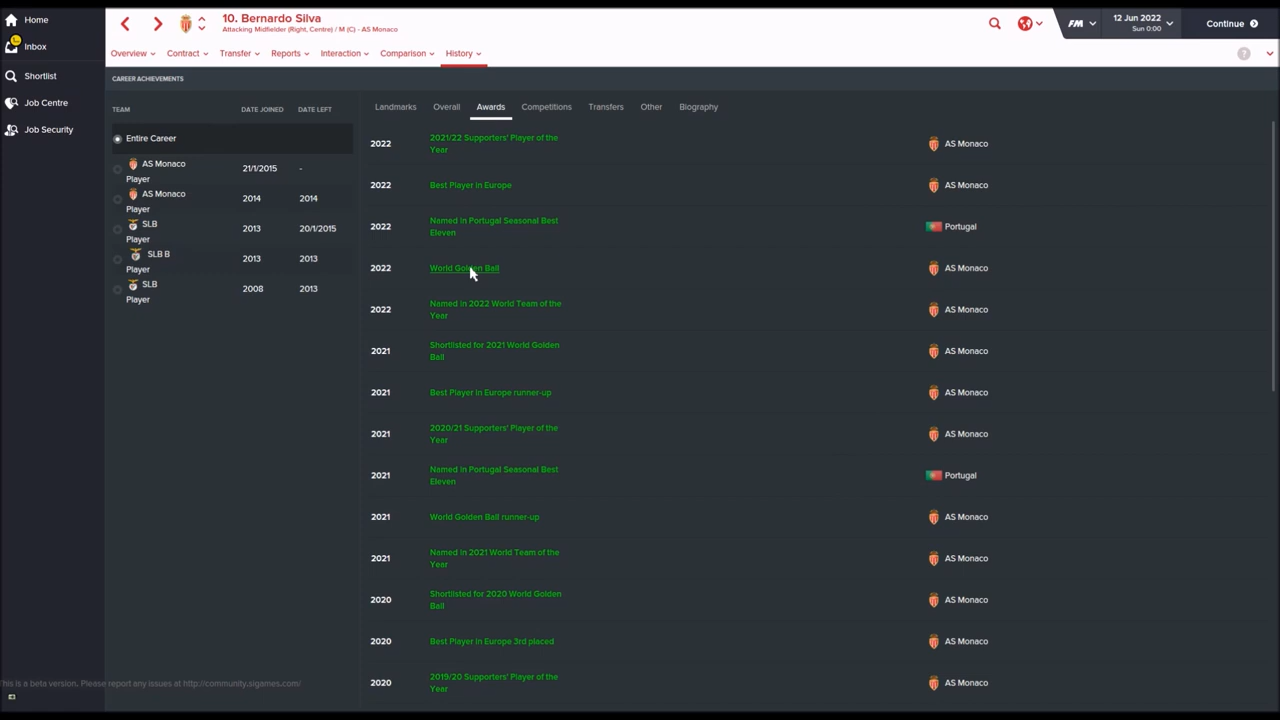 Home
Inbox
Shortlist
Job Centre
Job Security
10. Bernardo Silva
Attacking Midfielder (Right, Centre) / M (C) - AS Monaco
FM
12 Jun 2022
Sun 0:00
Continue
Overview
Contract
Transfer
Reports
Interaction
Comparison
History
?
CAREER ACHIEVEMENTS
TEAM DATE JOINED DATE LEFT
Entire Career
AS Monaco
Player
21/1/2015 -
AS Monaco
Player
2014 2014
SLB
Player
2013 20/1/2015
SLB B
Player
2013 2013
SLB
Player
2008 2013
Landmarks Overall Awards Competitions Transfers Other Biography
2022 2021/22 Supporters' Player of the
Year
AS Monaco
2022 Best Player in Europe AS Monaco
2022 Named in Portugal Seasonal Best
Eleven
Portugal
2022 World Golden Ball AS Monaco
2022 Named in 2022 World Team of the
Year
AS Monaco
2021 Shortlisted for 2021 World Golden
Ball
AS Monaco
2021 Best Player in Europe runner-up AS Monaco
2021 2020/21 Supporters' Player of the
Year
AS Monaco
2021 Named in Portugal Seasonal Best
Eleven
Portugal
2021 World Golden Ball runner-up AS Monaco
2021 Named in 2021 World Team of the
Year
AS Monaco
2020 Shortlisted for 2020 World Golden
Ball
AS Monaco
2020 Best Player in Europe 3rd placed AS Monaco
2020 2019/20 Supporters' Player of the
Year
AS Monaco
This is a beta version. Please report any issues at http://community.sigames.com/